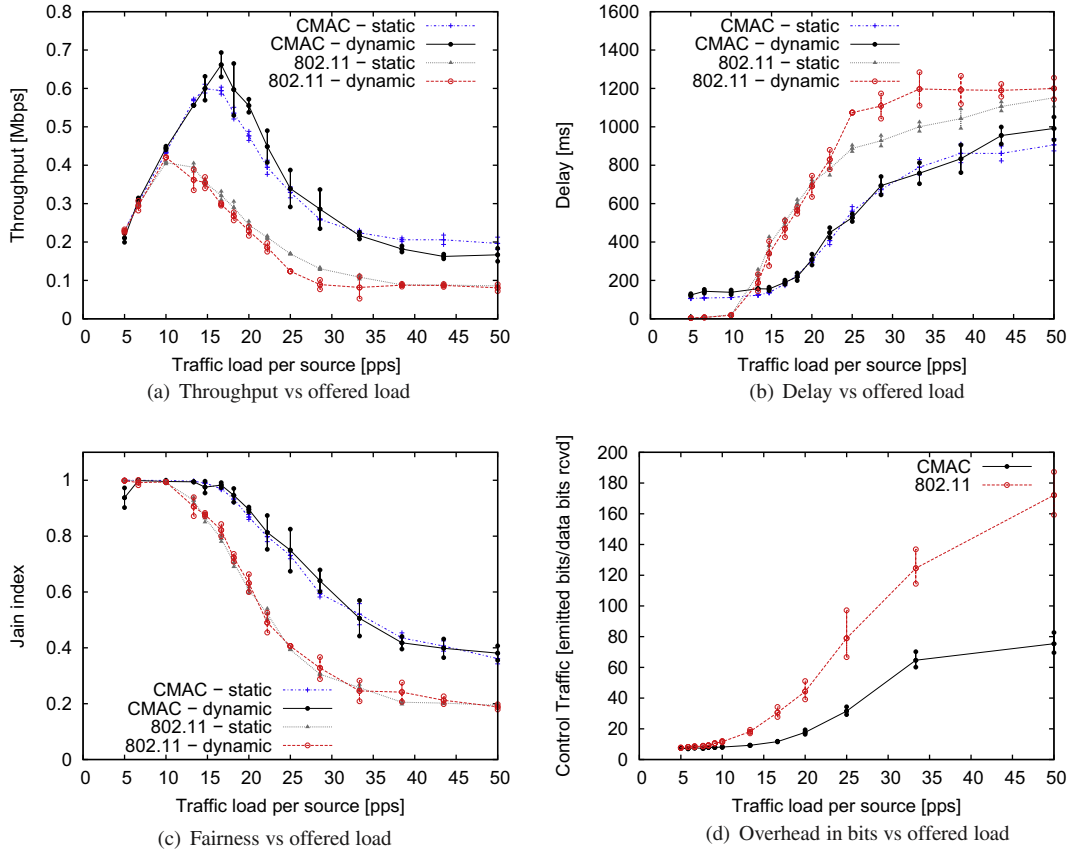 CMAC − static
CMAC − dynamic
802.11 − static
802.11 − dynamic
Throughput [Mbps]
0.8
0.7
0.6
0.5
0.4
0.3
0.2
0.1
0
0 5 10 15 20 25 30 35 40 45 50
Traffic load per source [pps]
(a) Throughput vs offered load
CMAC − static
CMAC − dynamic
802.11 − static
802.11 − dynamic
Delay [ms]
1600
1400
1200
1000
800
600
400
200
0
0 5 10 15 20 25 30 35 40 45 50
Traffic load per source [pps]
(b) Delay vs offered load
Jain index
1
0.8
0.6
0.4
0.2
0
CMAC − static
CMAC − dynamic
802.11 − static
802.11 − dynamic
0 5 10 15 20 25 30 35 40 45 50
Traffic load per source [pps]
(c) Fairness vs offered load
CMAC
802.11
Control Traffic [emitted bits/data bits rcvd]
200
180
160
140
120
100
80
60
40
20
0
0 5 10 15 20 25 30 35 40 45 50
Traffic load per source [pps]
(d) Overhead in bits vs offered load